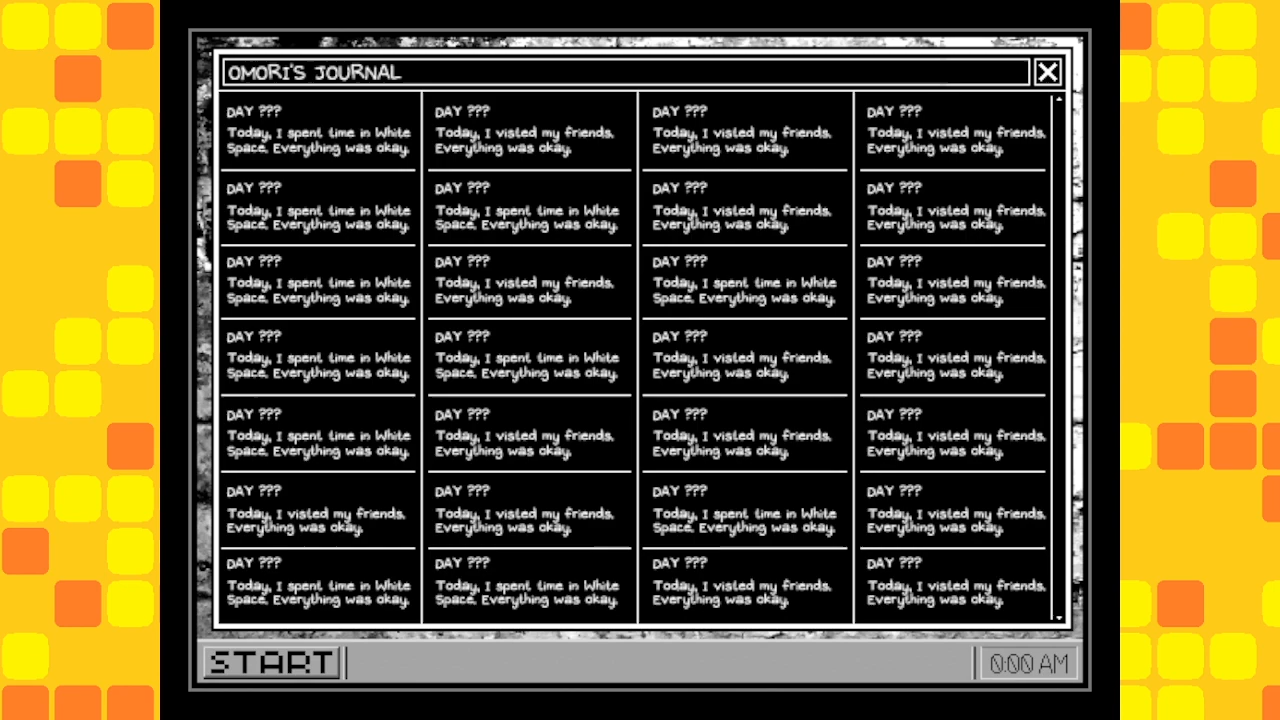 OMORI'S JOURNAL
DAY ???
Today, I spent time in White
Space. Everything was okay.
DAY ???
Today, I visted my friends.
Everything was okay.
DAY ???
Today, I visted my friends.
Everything was okay.
DAY ???
Today, I visted my friends.
Everything was okay.
DAY ???
Today, I spent time in White
Space. Everything was okay.
DAY ???
Today, I spent time in White
Space. Everything was okay.
DAY ???
Today, I visted my friends.
Everything was okay.
DAY ???
Today, I visted my friends.
Everything was okay.
DAY ???
Today, I spent time in White
Space. Everything was okay.
DAY ???
Today, I visted my friends.
Everything was okay.
DAY ???
Today, I spent time in White
Space. Everything was okay.
DAY ???
Today, I visted my friends.
Everything was okay.
DAY ???
Today, I spent time in White
Space. Everything was okay.
DAY ???
Today, I spent time in White
Space. Everything was okay.
DAY ???
Today, I visted my friends.
Everything was okay.
DAY ???
Today, I visted my friends.
Everything was okay.
DAY ???
Today, I spent time in White
Space. Everything was okay.
DAY ???
Today, I visted my friends.
Everything was okay.
DAY ???
Today, I visted my friends.
Everything was okay.
DAY ???
Today, I visted my friends.
Everything was okay.
DAY ???
Today, I visted my friends.
Everything was okay.
DAY ???
Today, I visted my friends.
Everything was okay.
DAY ???
Today, I spent time in White
Space. Everything was okay.
DAY ???
Today, I visted my friends.
Everything was okay.
DAY ???
Today, I spent time in White
Space. Everything was okay.
DAY ???
Today, I spent time in White
Space. Everything was okay.
DAY ???
Today, I visted my friends.
Everything was okay.
DAY ???
Today, I visted my friends.
Everything was okay.
START
0:00 AM